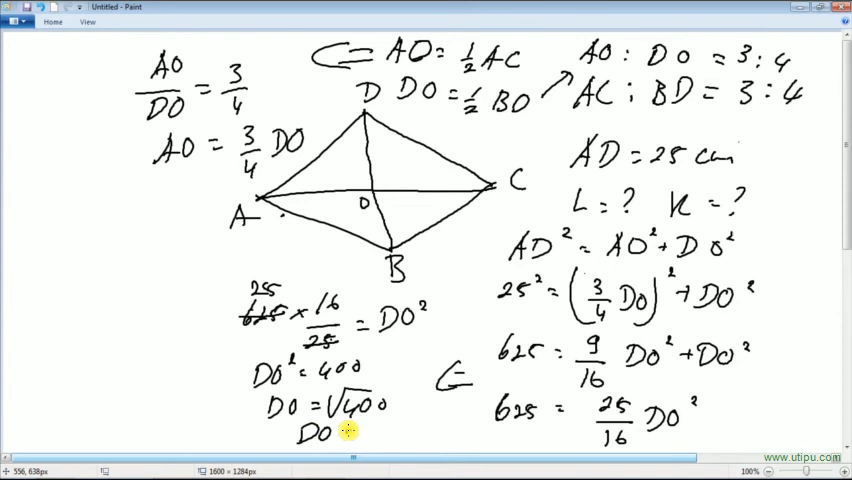 Untitled - Paint
Home View
AO/DO = 3/4
AO = 3/4 DO
AO = 1/2 AC
DO = 1/2 BO
AO : DO = 3 : 4
AC : BD = 3 : 4
AD = 25 cm
L = ? K = ?
D
A
O
C
B
AD² = AO² + DO²
25² = (3/4 DO)² + DO²
625 = 9/16 DO² + DO²
625 = 25/16 DO²
25
625 × 16/25 = DO²
DO² = 400
DO = √400
DO
www.utipu.com
556, 638px
1600 × 1284px
100%